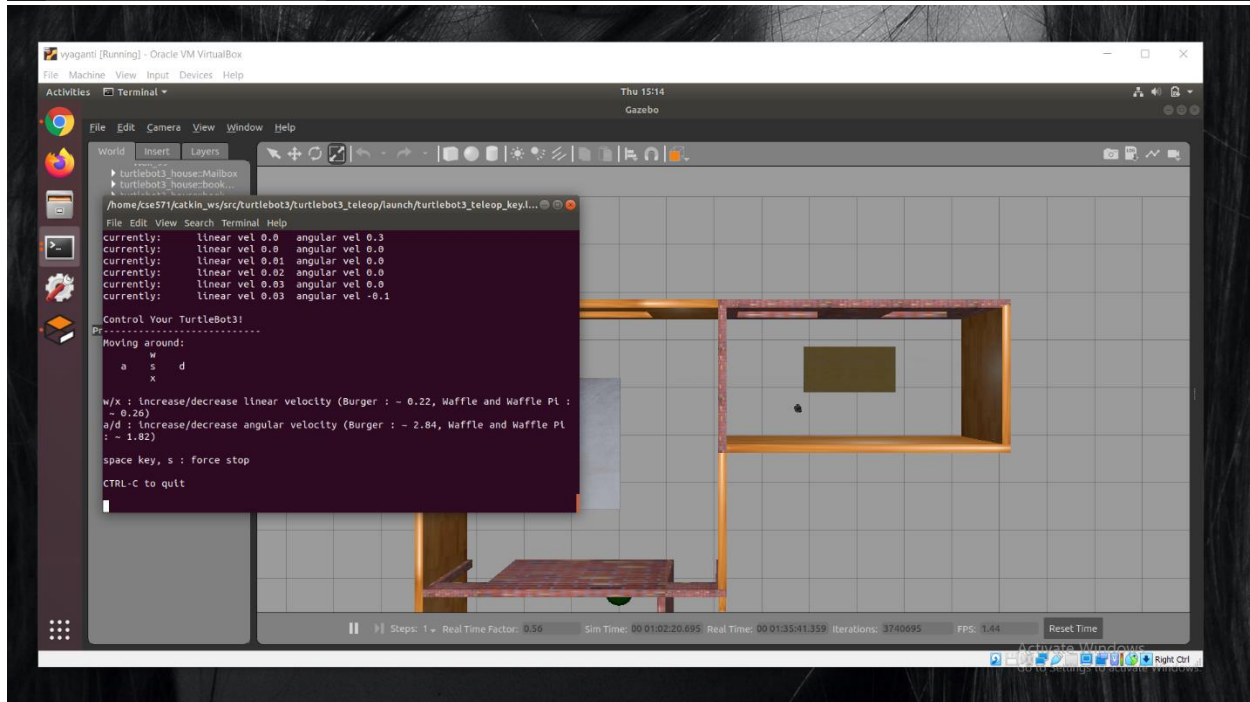 vyaganti [Running] - Oracle VM VirtualBox
File Machine View Input Devices Help
Activities Terminal Thu 15:14
Gazebo
File Edit Camera View Window Help
World Insert Layers
turtlebot3_house::Mailbox
turtlebot3_house::book...
/home/cse571/catkin_ws/src/turtlebot3/turtlebot3_teleop/launch/turtlebot3_teleop_key.l...
File Edit View Search Terminal Help
currently: linear vel 0.0 angular vel 0.3
currently: linear vel 0.0 angular vel 0.0
currently: linear vel 0.01 angular vel 0.0
currently: linear vel 0.02 angular vel 0.0
currently: linear vel 0.03 angular vel 0.0
currently: linear vel 0.03 angular vel -0.1
Control Your TurtleBot3!
---------------------------
Moving around:
w
a s d
x
w/x : increase/decrease linear velocity (Burger : ~ 0.22, Waffle and Waffle Pi :
~ 0.26)
a/d : increase/decrease angular velocity (Burger : ~ 2.84, Waffle and Waffle Pi
: ~ 1.82)
space key, s : force stop
CTRL-C to quit
Pr
Steps: 1 Real Time Factor: 0.56 Sim Time: 00 01:02:20.695 Real Time: 00 01:35:41.359 Iterations: 3740695 FPS: 1.44 Reset Time
Activate Windows
Go to Settings to activate Windows.
Right Ctrl